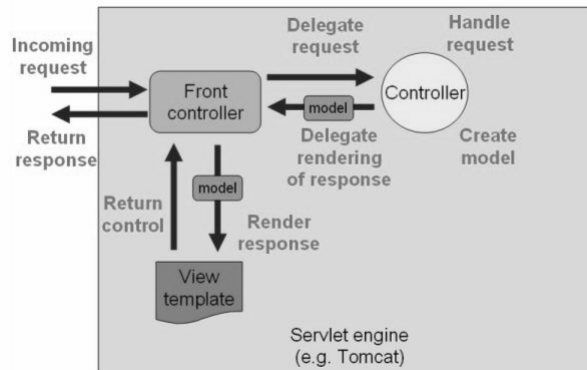 Incoming
request
Return
response
Front
controller
Delegate
request
model
Delegate
rendering
of response
Handle
request
Controller
Create
model
Return
control
model
Render
response
View
template
Servlet engine
(e.g. Tomcat)